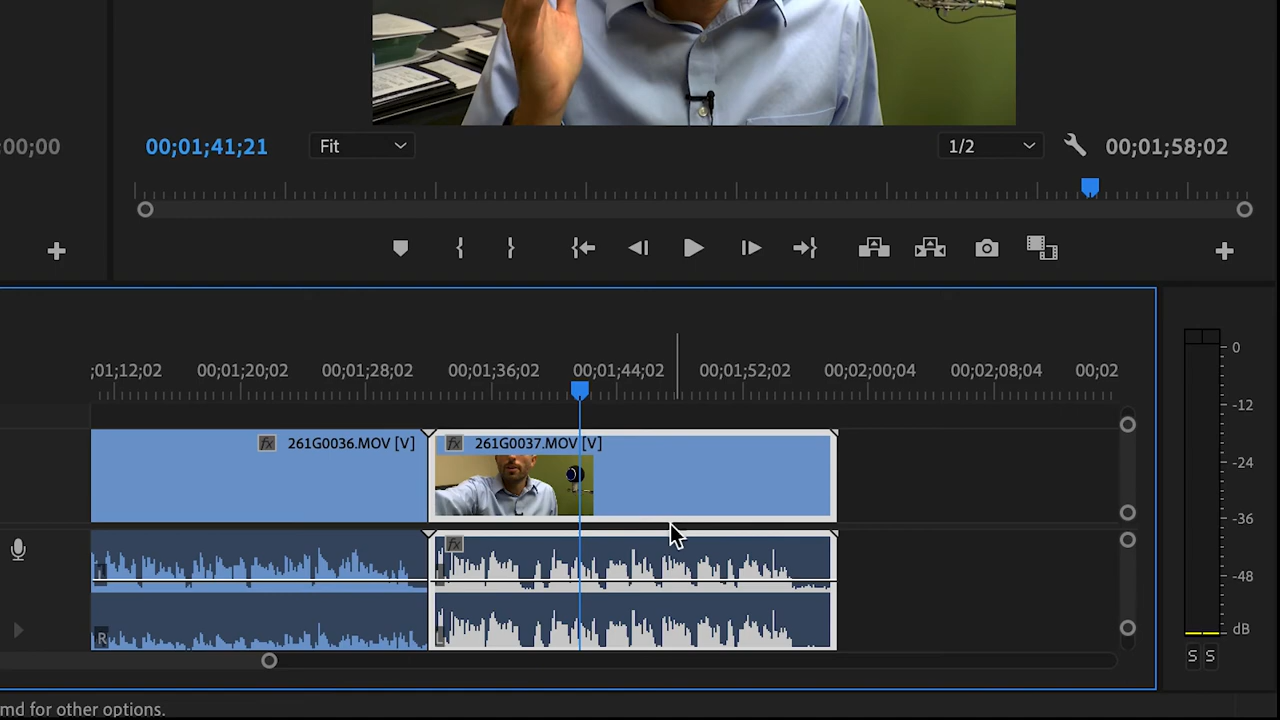 :00;00
00;01;41;21
Fit
1/2
00;01;58;02
;01;12;02
00;01;20;02
00;01;28;02
00;01;36;02
00;01;44;02
00;01;52;02
00;02;00;04
00;02;08;04
00;02
0
-12
-24
-36
-48
dB
fx 261G0036.MOV [V]
fx 261G0037.MOV [V]
fx
R
S S
md for other options.